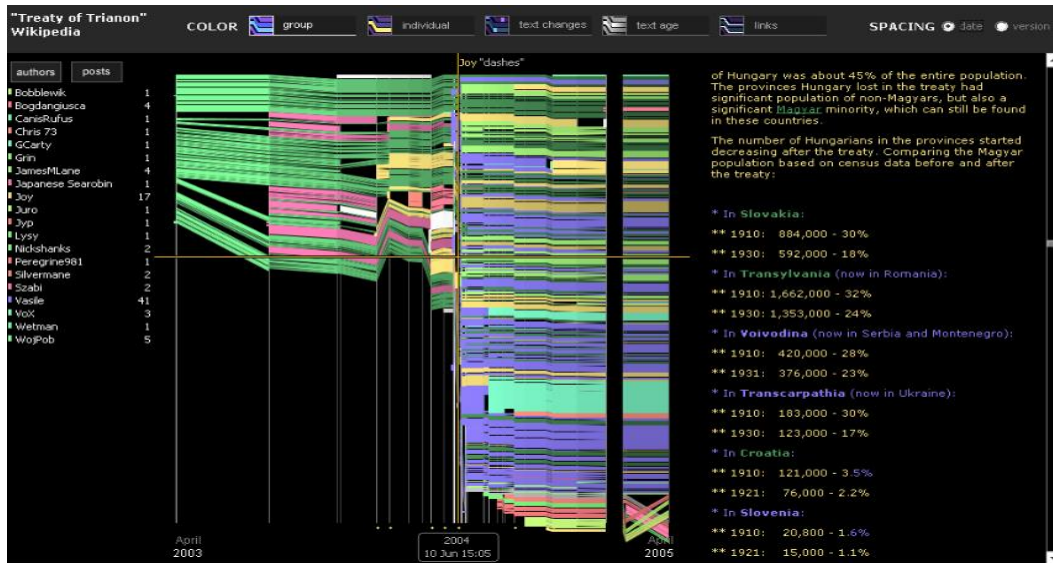 "Treaty of Trianon"
Wikipedia
COLOR group individual text changes text age links SPACING date version
authors posts
Bobblewik 1
Bogdangiusca 4
CanisRufus 1
Chris 73 1
GCarty 1
Grin 1
JamesMLane 4
Japanese Searobin 1
Joy 17
Juro 1
Jyp 1
Lysy 1
Nickshanks 2
Peregrine981 1
Silvermane 2
Szabi 2
Vasile 41
VoX 3
Wetman 1
WojPob 5
Joy "dashes"
April
2003
2004
10 Jun 15:05
April
2005
of Hungary was about 45% of the entire population.
The provinces Hungary lost in the treaty had
significant population of non-Magyars, but also a
significant Magyar minority, which can still be found
in these countries.
The number of Hungarians in the provinces started
decreasing after the treaty. Comparing the Magyar
population based on census data before and after
the treaty:
* In Slovakia:
** 1910: 884,000 - 30%
** 1930: 592,000 - 18%
* In Transylvania (now in Romania):
** 1910: 1,662,000 - 32%
** 1930: 1,353,000 - 24%
* In Voivodina (now in Serbia and Montenegro):
** 1910: 420,000 - 28%
** 1931: 376,000 - 23%
* In Transcarpathia (now in Ukraine):
** 1910: 183,000 - 30%
** 1930: 123,000 - 17%
* In Croatia:
** 1910: 121,000 - 3.5%
** 1921: 76,000 - 2.2%
* In Slovenia:
** 1910: 20,800 - 1.6%
** 1921: 15,000 - 1.1%